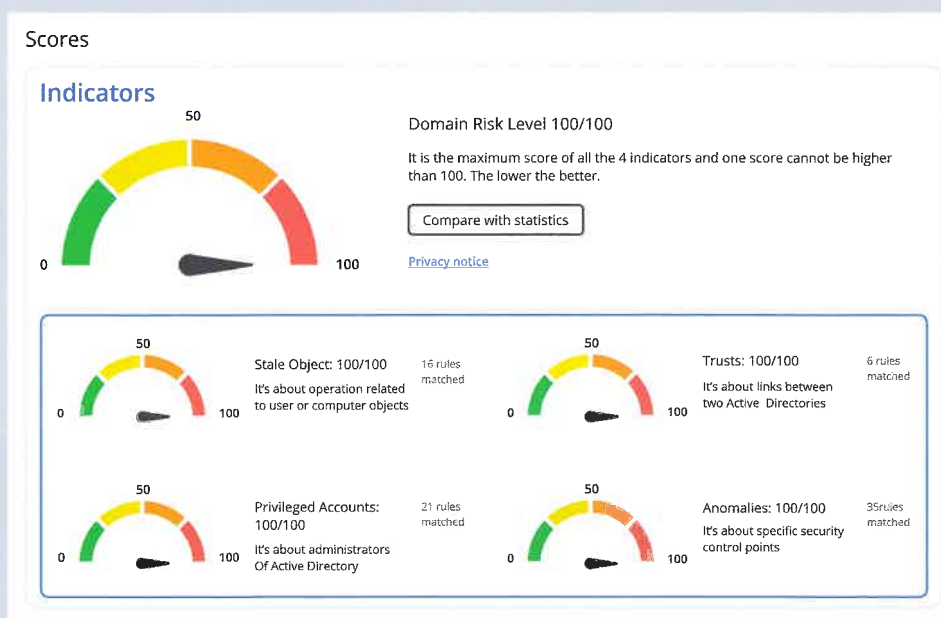 Scores
Indicators
50
0
100
Domain Risk Level 100/100
It is the maximum score of all the 4 indicators and one score cannot be higher
than 100. The lower the better.
Compare with statistics
Privacy notice
50
0
100
Stale Object: 100/100
It's about operation related
to user or computer objects
16 rules
matched
50
0
100
Trusts: 100/100
It's about links between
two Active Directories
6 rules
matched
50
0
100
Privileged Accounts:
100/100
It's about administrators
Of Active Directory
21 rules
matched
50
0
100
Anomalies: 100/100
It's about specific security
control points
35rules
matched